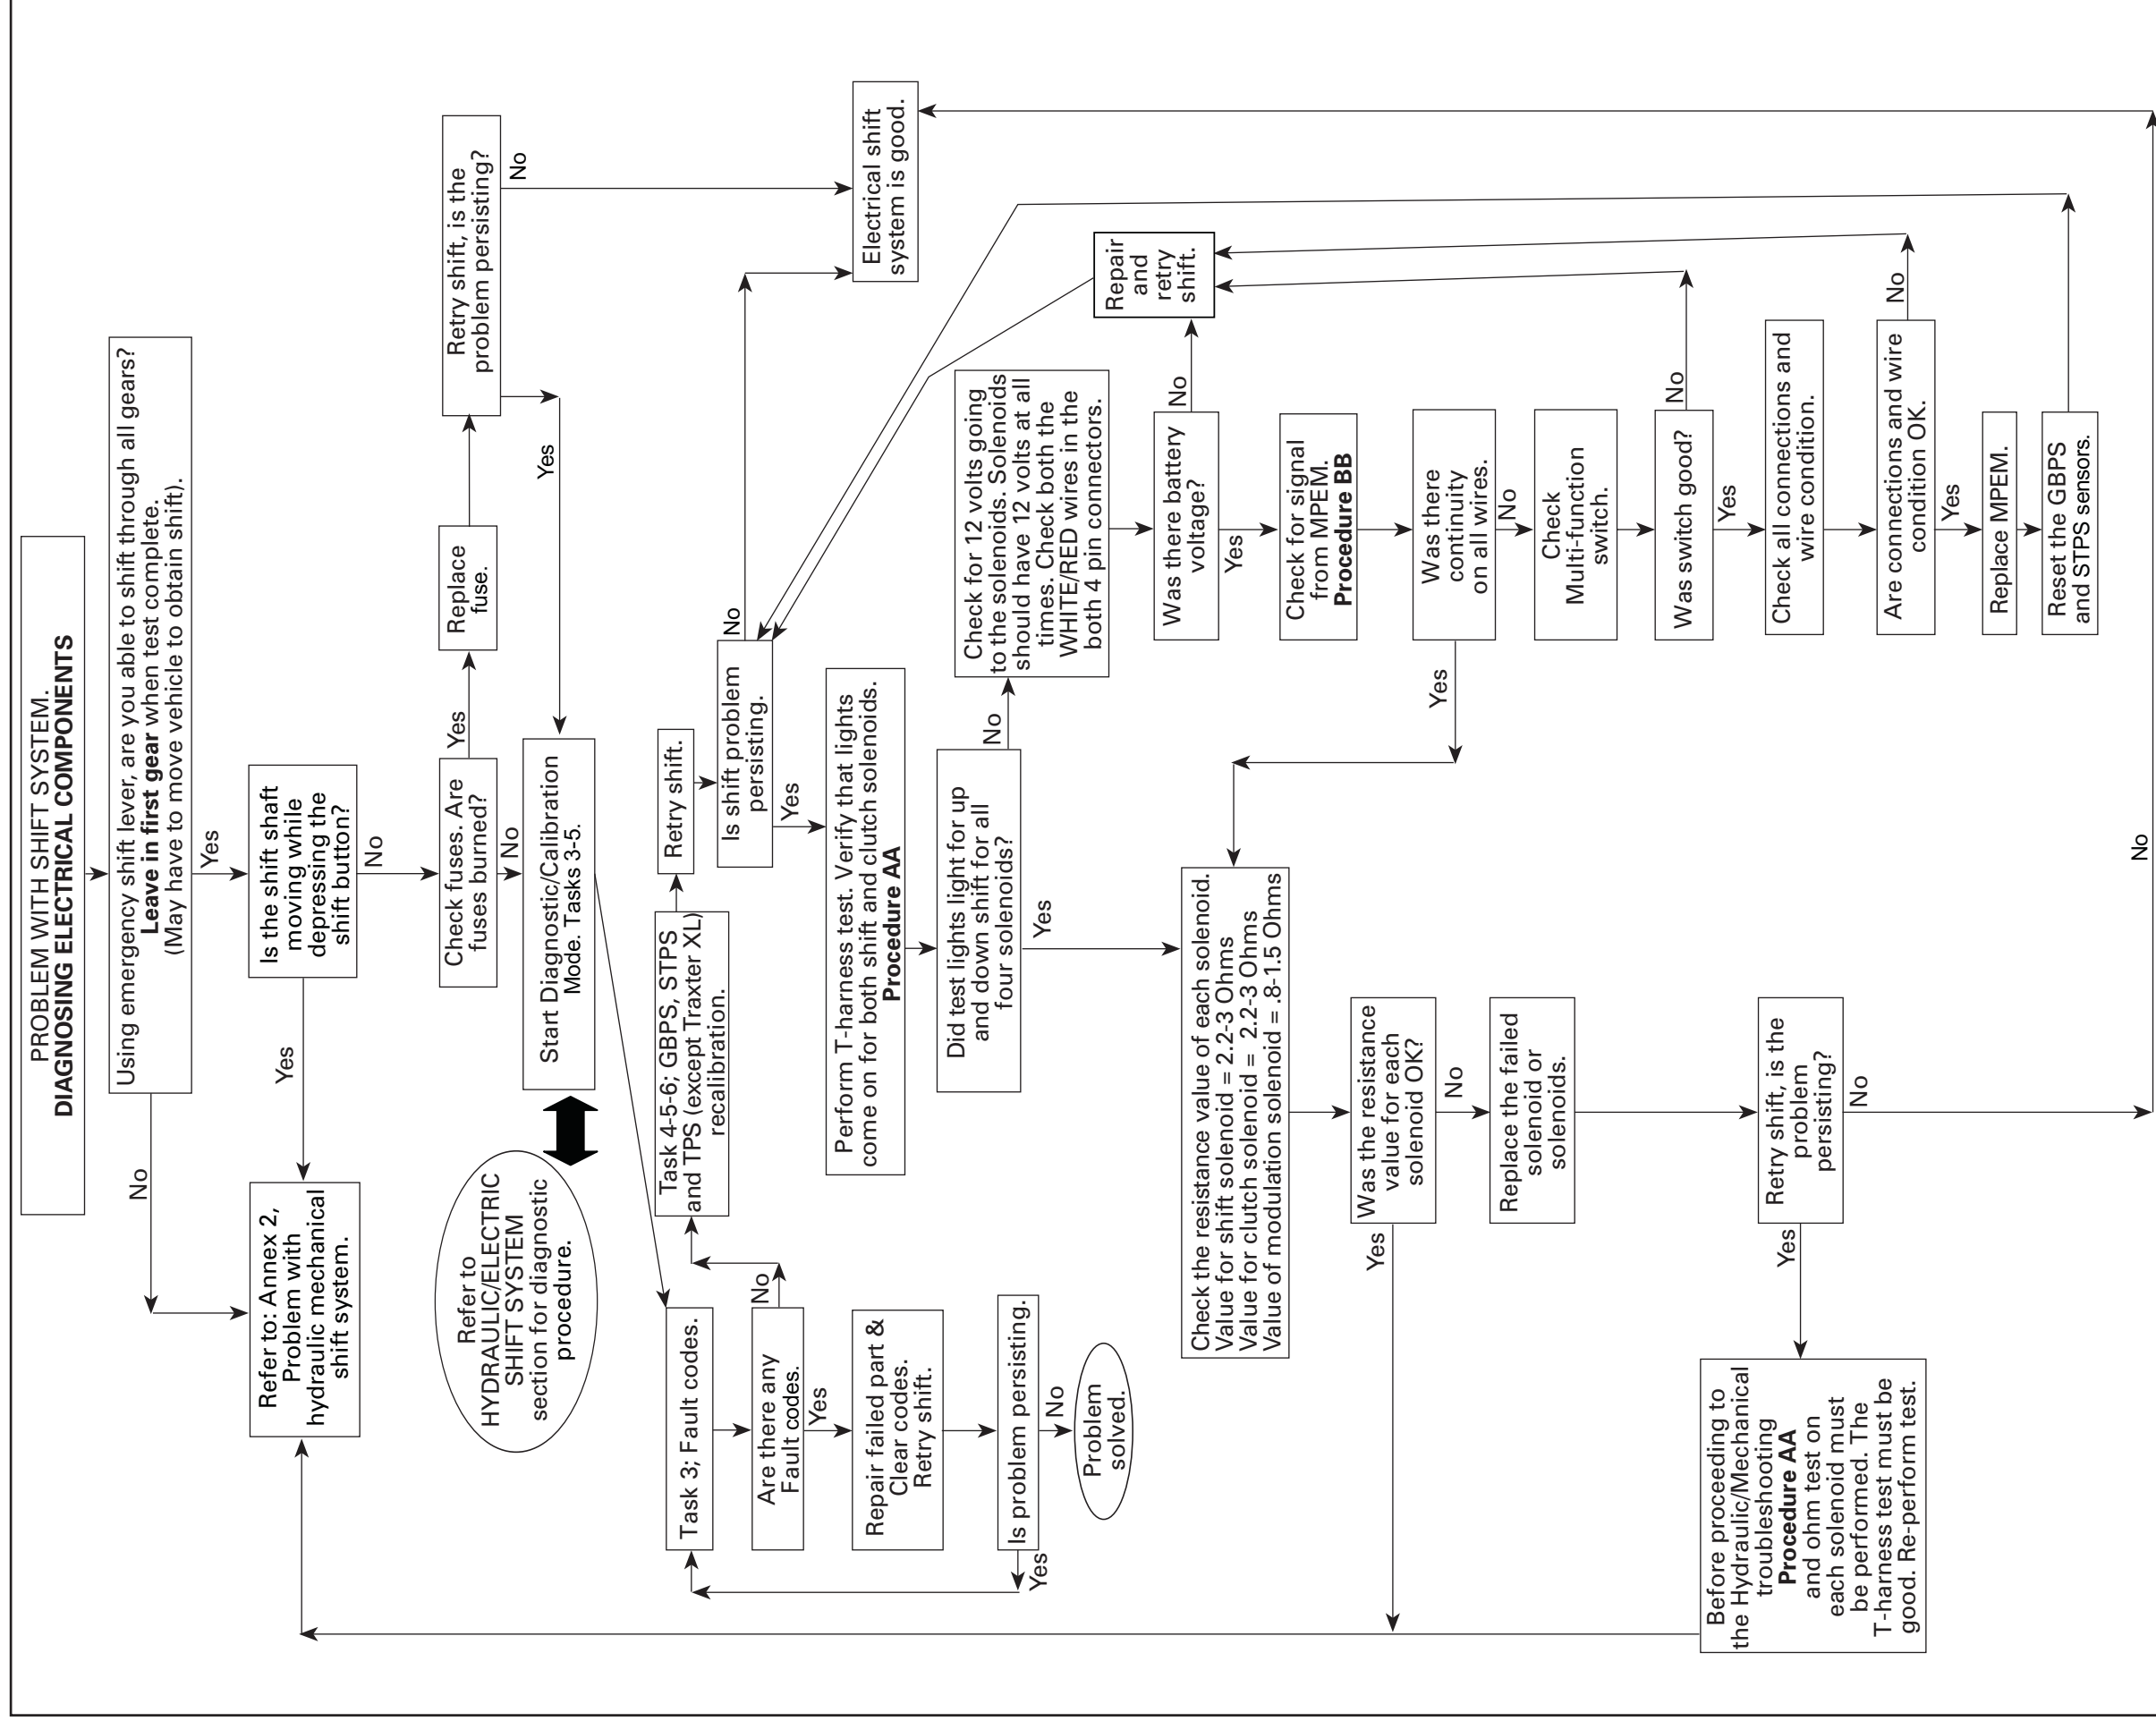 PROBLEM WITH SHIFT SYSTEM.
DIAGNOSING ELECTRICAL COMPONENTS
Using emergency shift lever, are you able to shift through all gears?
Leave in first gear when test complete.
(May have to move vehicle to obtain shift).
No
Yes
Refer to: Annex 2,
Problem with
hydraulic mechanical
shift system.
Yes
Is the shift shaft
moving while
depressing the
shift button?
No
Refer to
HYDRAULIC/ELECTRIC
SHIFT SYSTEM
section for diagnostic
procedure.
Check fuses. Are
fuses burned?
Yes
Replace
fuse.
Retry shift, is the
problem persisting?
No
No
Yes
Start Diagnostic/Calibration
Mode. Tasks 3-5.
Task 3; Fault codes.
Are there any
Fault codes.
No
Yes
Repair failed part &
Clear codes.
Retry shift.
Is problem persisting.
Yes
No
Problem
solved.
Task 4-5-6; GBPS, STPS
and TPS (except Traxter XL)
recalibration.
Retry shift.
Is shift problem
persisting.
No
Yes
Electrical shift
system is good.
Perform T-harness test. Verify that lights
come on for both shift and clutch solenoids.
Procedure AA
Did test lights light for up
and down shift for all
four solenoids?
No
Yes
Check for 12 volts going
to the solenoids. Solenoids
should have 12 volts at all
times. Check both the
WHITE/RED wires in the
both 4 pin connectors.
Was there battery
voltage?
No
Yes
Repair
and
retry
shift.
Check for signal
from MPEM.
Procedure BB
Was there
continuity
on all wires.
Yes
No
Check
Multi-function
switch.
Was switch good?
No
Yes
Check all connections and
wire condition.
Are connections and wire
condition OK.
No
Yes
Replace MPEM.
Reset the GBPS
and STPS sensors.
Check the resistance value of each solenoid.
Value for shift solenoid = 2.2-3 Ohms
Value for clutch solenoid = 2.2-3 Ohms
Value of modulation solenoid = .8-1.5 Ohms
Was the resistance
value for each
solenoid OK?
Yes
No
Replace the failed
solenoid or
solenoids.
Retry shift, is the
problem
persisting?
Yes
No
No
Before proceeding to
the Hydraulic/Mechanical
troubleshooting
Procedure AA
and ohm test on
each solenoid must
be performed. The
T-harness test must be
good. Re-perform test.